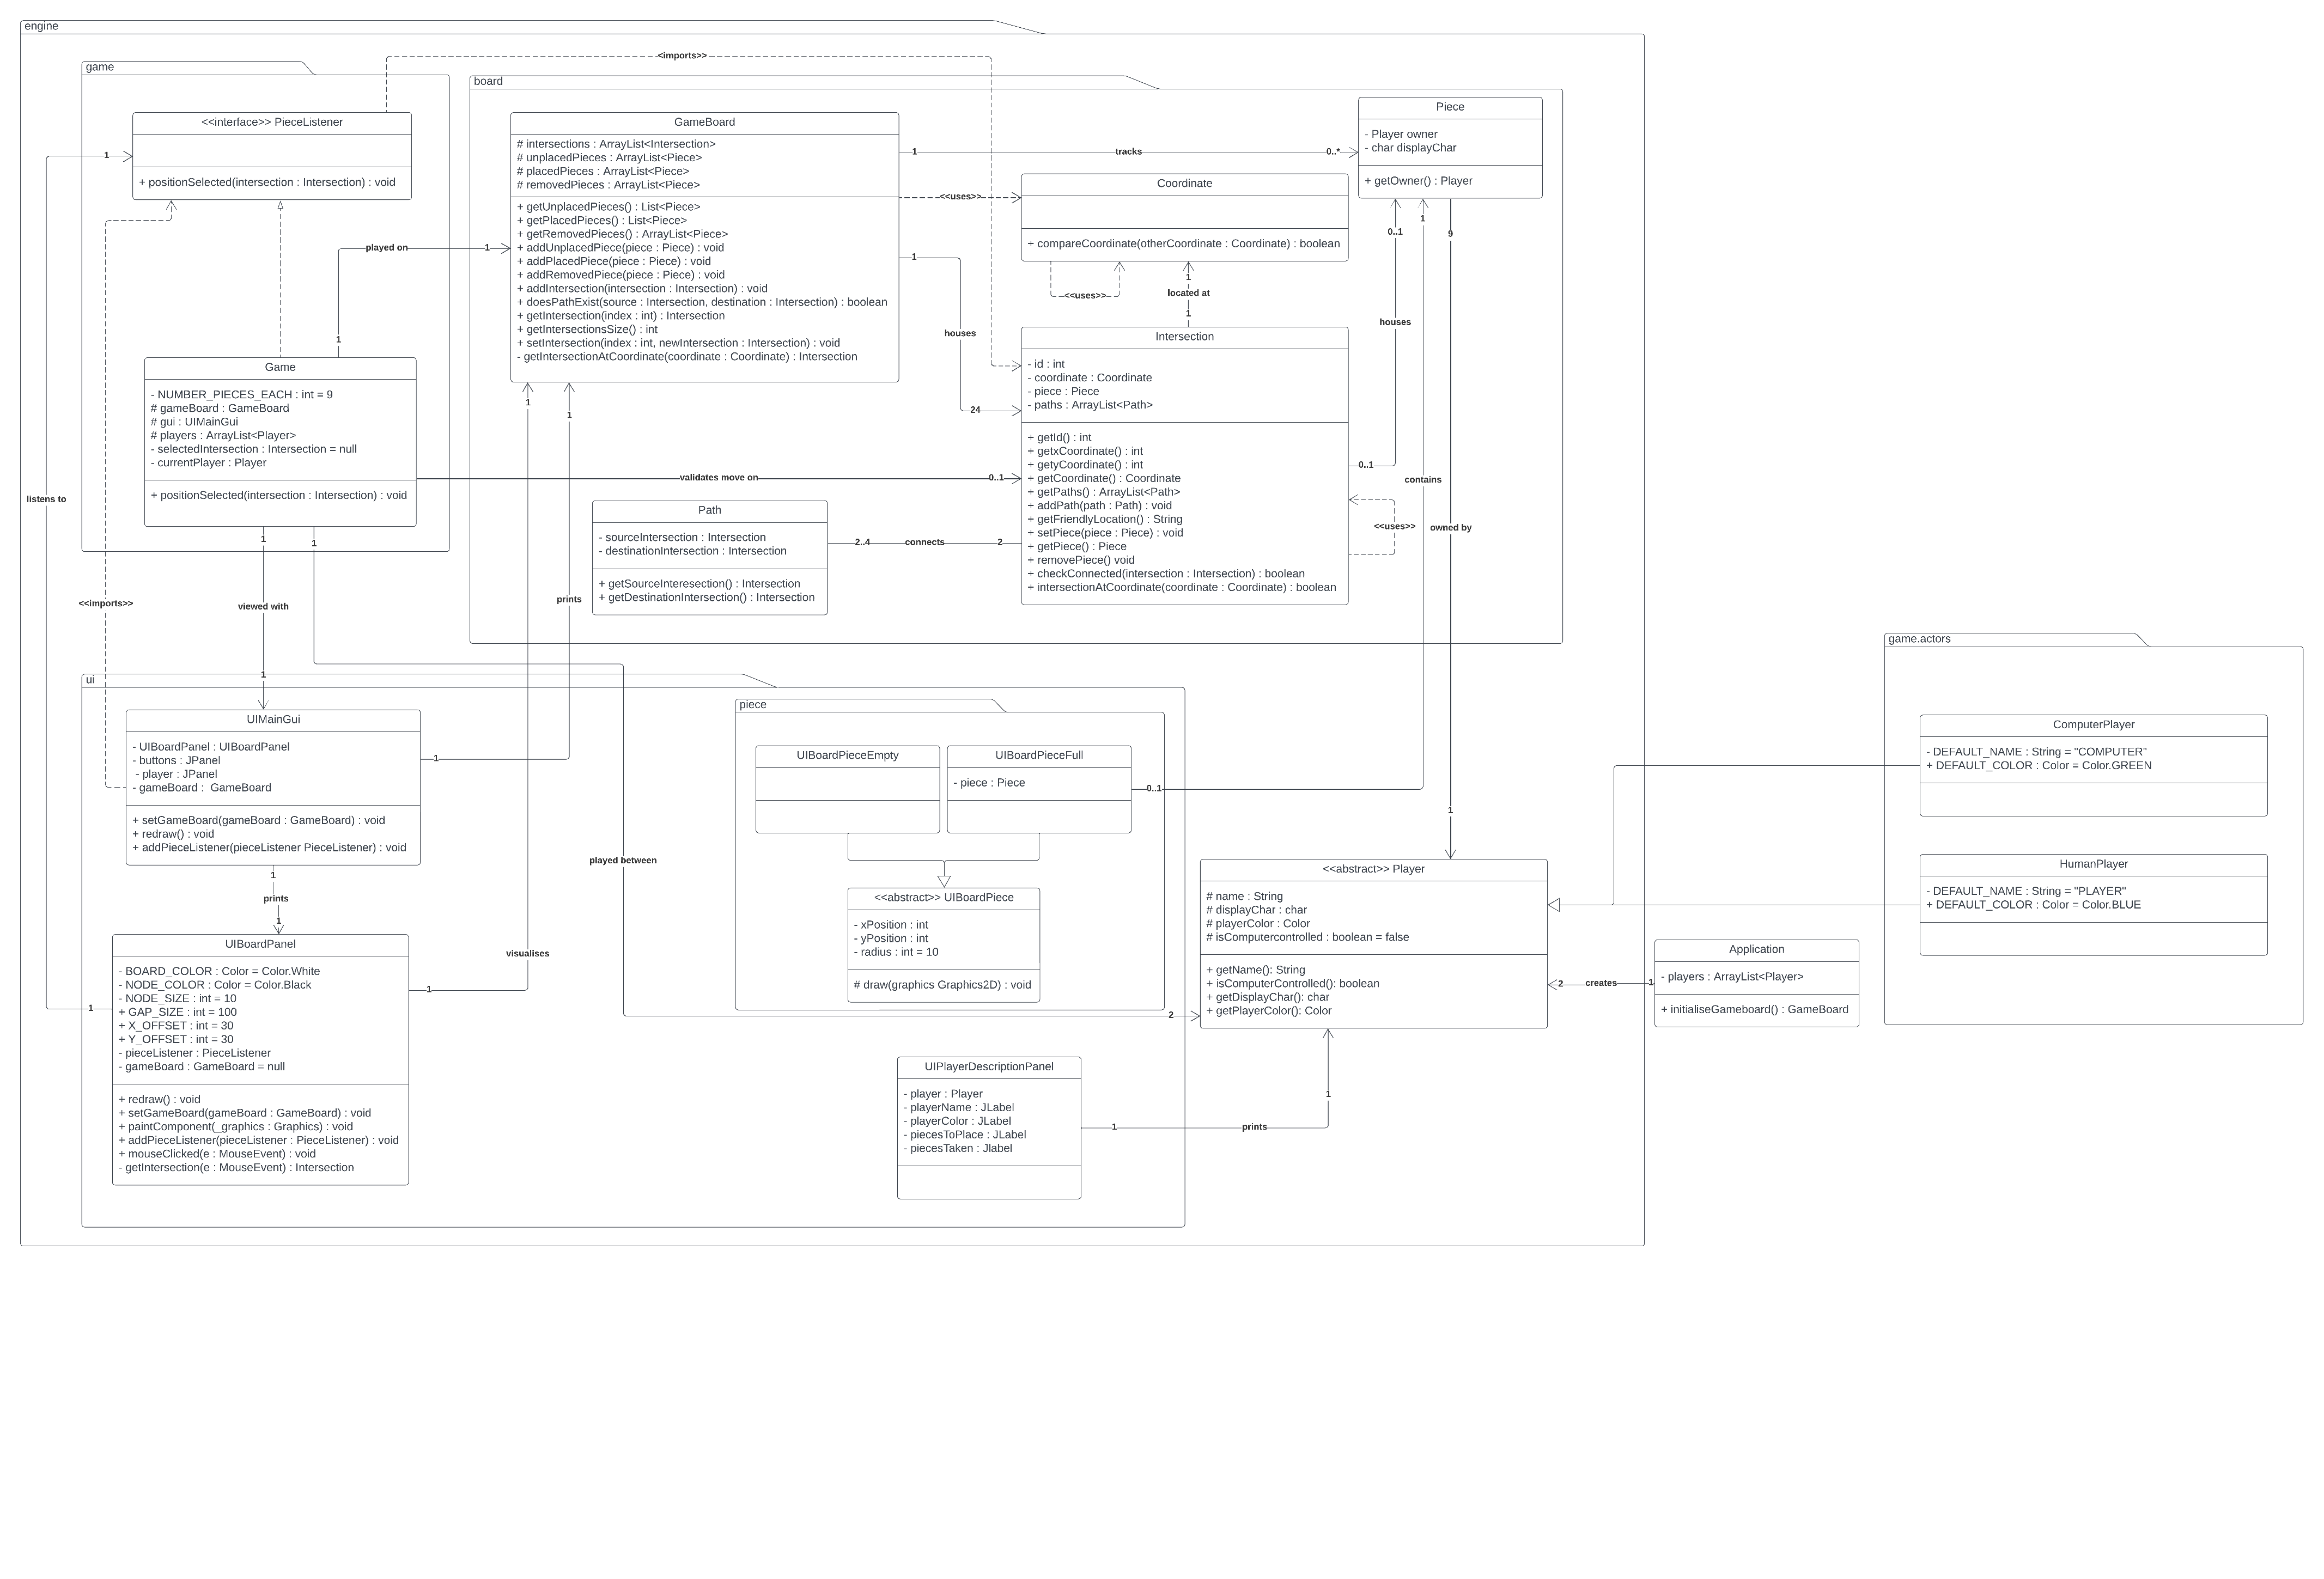 engine
game
<imports>
board
<<interface>> PieceListener
+ positionSelected(intersection : Intersection) : void
1
GameBoard
# intersections : ArrayList<Intersection>
# unplacedPieces : ArrayList<Piece>
# placedPieces : ArrayList<Piece>
# removedPieces : ArrayList<Piece>
+ getUnplacedPieces() : List<Piece>
+ getPlacedPieces() : List<Piece>
+ getRemovedPieces() : ArrayList<Piece>
+ addUnplacedPiece(piece : Piece) : void
+ addPlacedPiece(piece : Piece) : void
+ addRemovedPiece(piece : Piece) : void
+ addIntersection(intersection : Intersection) : void
+ doesPathExist(source : Intersection, destination : Intersection) : boolean
+ getIntersection(index : int) : Intersection
+ getIntersectionsSize() : int
+ setIntersection(index : int, newIntersection : Intersection) : void
- getIntersectionAtCoordinate(coordinate : Coordinate) : Intersection
1
tracks
0..*
Piece
- Player owner
- char displayChar
+ getOwner() : Player
<<uses>>
Coordinate
+ compareCoordinate(otherCoordinate : Coordinate) : boolean
<<uses>>
1
located at
1
0..1
1
9
played on
1
1
1
houses
24
houses
Game
- NUMBER_PIECES_EACH : int = 9
# gameBoard : GameBoard
# gui : UIMainGui
# players : ArrayList<Player>
- selectedIntersection : Intersection = null
- currentPlayer : Player
+ positionSelected(intersection : Intersection) : void
Intersection
- id : int
- coordinate : Coordinate
- piece : Piece
- paths : ArrayList<Path>
+ getId() : int
+ getxCoordinate() : int
+ getyCoordinate() : int
+ getCoordinate() : Coordinate
+ getPaths() : ArrayList<Path>
+ addPath(path : Path) : void
+ getFriendlyLocation() : String
+ setPiece(piece : Piece) : void
+ getPiece() : Piece
+ removePiece() void
+ checkConnected(intersection : Intersection) : boolean
+ intersectionAtCoordinate(coordinate : Coordinate) : boolean
1
1
0..1
validates move on
0..1
contains
listens to
<<uses>>
owned by
Path
- sourceIntersection : Intersection
- destinationIntersection : Intersection
+ getSourceInteresection() : Intersection
+ getDestinationIntersection() : Intersection
2..4
connects
2
1
1
<<imports>>
viewed with
prints
1
ui
piece
game.actors
UIMainGui
- UIBoardPanel : UIBoardPanel
- buttons : JPanel
- player : JPanel
- gameBoard : GameBoard
+ setGameBoard(gameBoard : GameBoard) : void
+ redraw() : void
+ addPieceListener(pieceListener PieceListener) : void
1
UIBoardPieceEmpty
UIBoardPieceFull
- piece : Piece
0..1
1
ComputerPlayer
- DEFAULT_NAME : String = "COMPUTER"
+ DEFAULT_COLOR : Color = Color.GREEN
played between
1
prints
1
<<abstract>> UIBoardPiece
- xPosition : int
- yPosition : int
- radius : int = 10
# draw(graphics Graphics2D) : void
<<abstract>> Player
# name : String
# displayChar : char
# playerColor : Color
# isComputercontrolled : boolean = false
+ getName(): String
+ isComputerControlled(): boolean
+ getDisplayChar(): char
+ getPlayerColor(): Color
HumanPlayer
- DEFAULT_NAME : String = "PLAYER"
+ DEFAULT_COLOR : Color = Color.BLUE
UIBoardPanel
- BOARD_COLOR : Color = Color.White
- NODE_COLOR : Color = Color.Black
- NODE_SIZE : int = 10
+ GAP_SIZE : int = 100
+ X_OFFSET : int = 30
+ Y_OFFSET : int = 30
- pieceListener : PieceListener
- gameBoard : GameBoard = null
+ redraw() : void
+ setGameBoard(gameBoard : GameBoard) : void
+ paintComponent(_graphics : Graphics) : void
+ addPieceListener(pieceListener : PieceListener) : void
+ mouseClicked(e : MouseEvent) : void
- getIntersection(e : MouseEvent) : Intersection
1
visualises
1
2
2
creates
1
Application
- players : ArrayList<Player>
+ initialiseGameboard() : GameBoard
UIPlayerDescriptionPanel
- player : Player
- playerName : JLabel
- playerColor : JLabel
- piecesToPlace : JLabel
- piecesTaken : Jlabel
1
prints
1